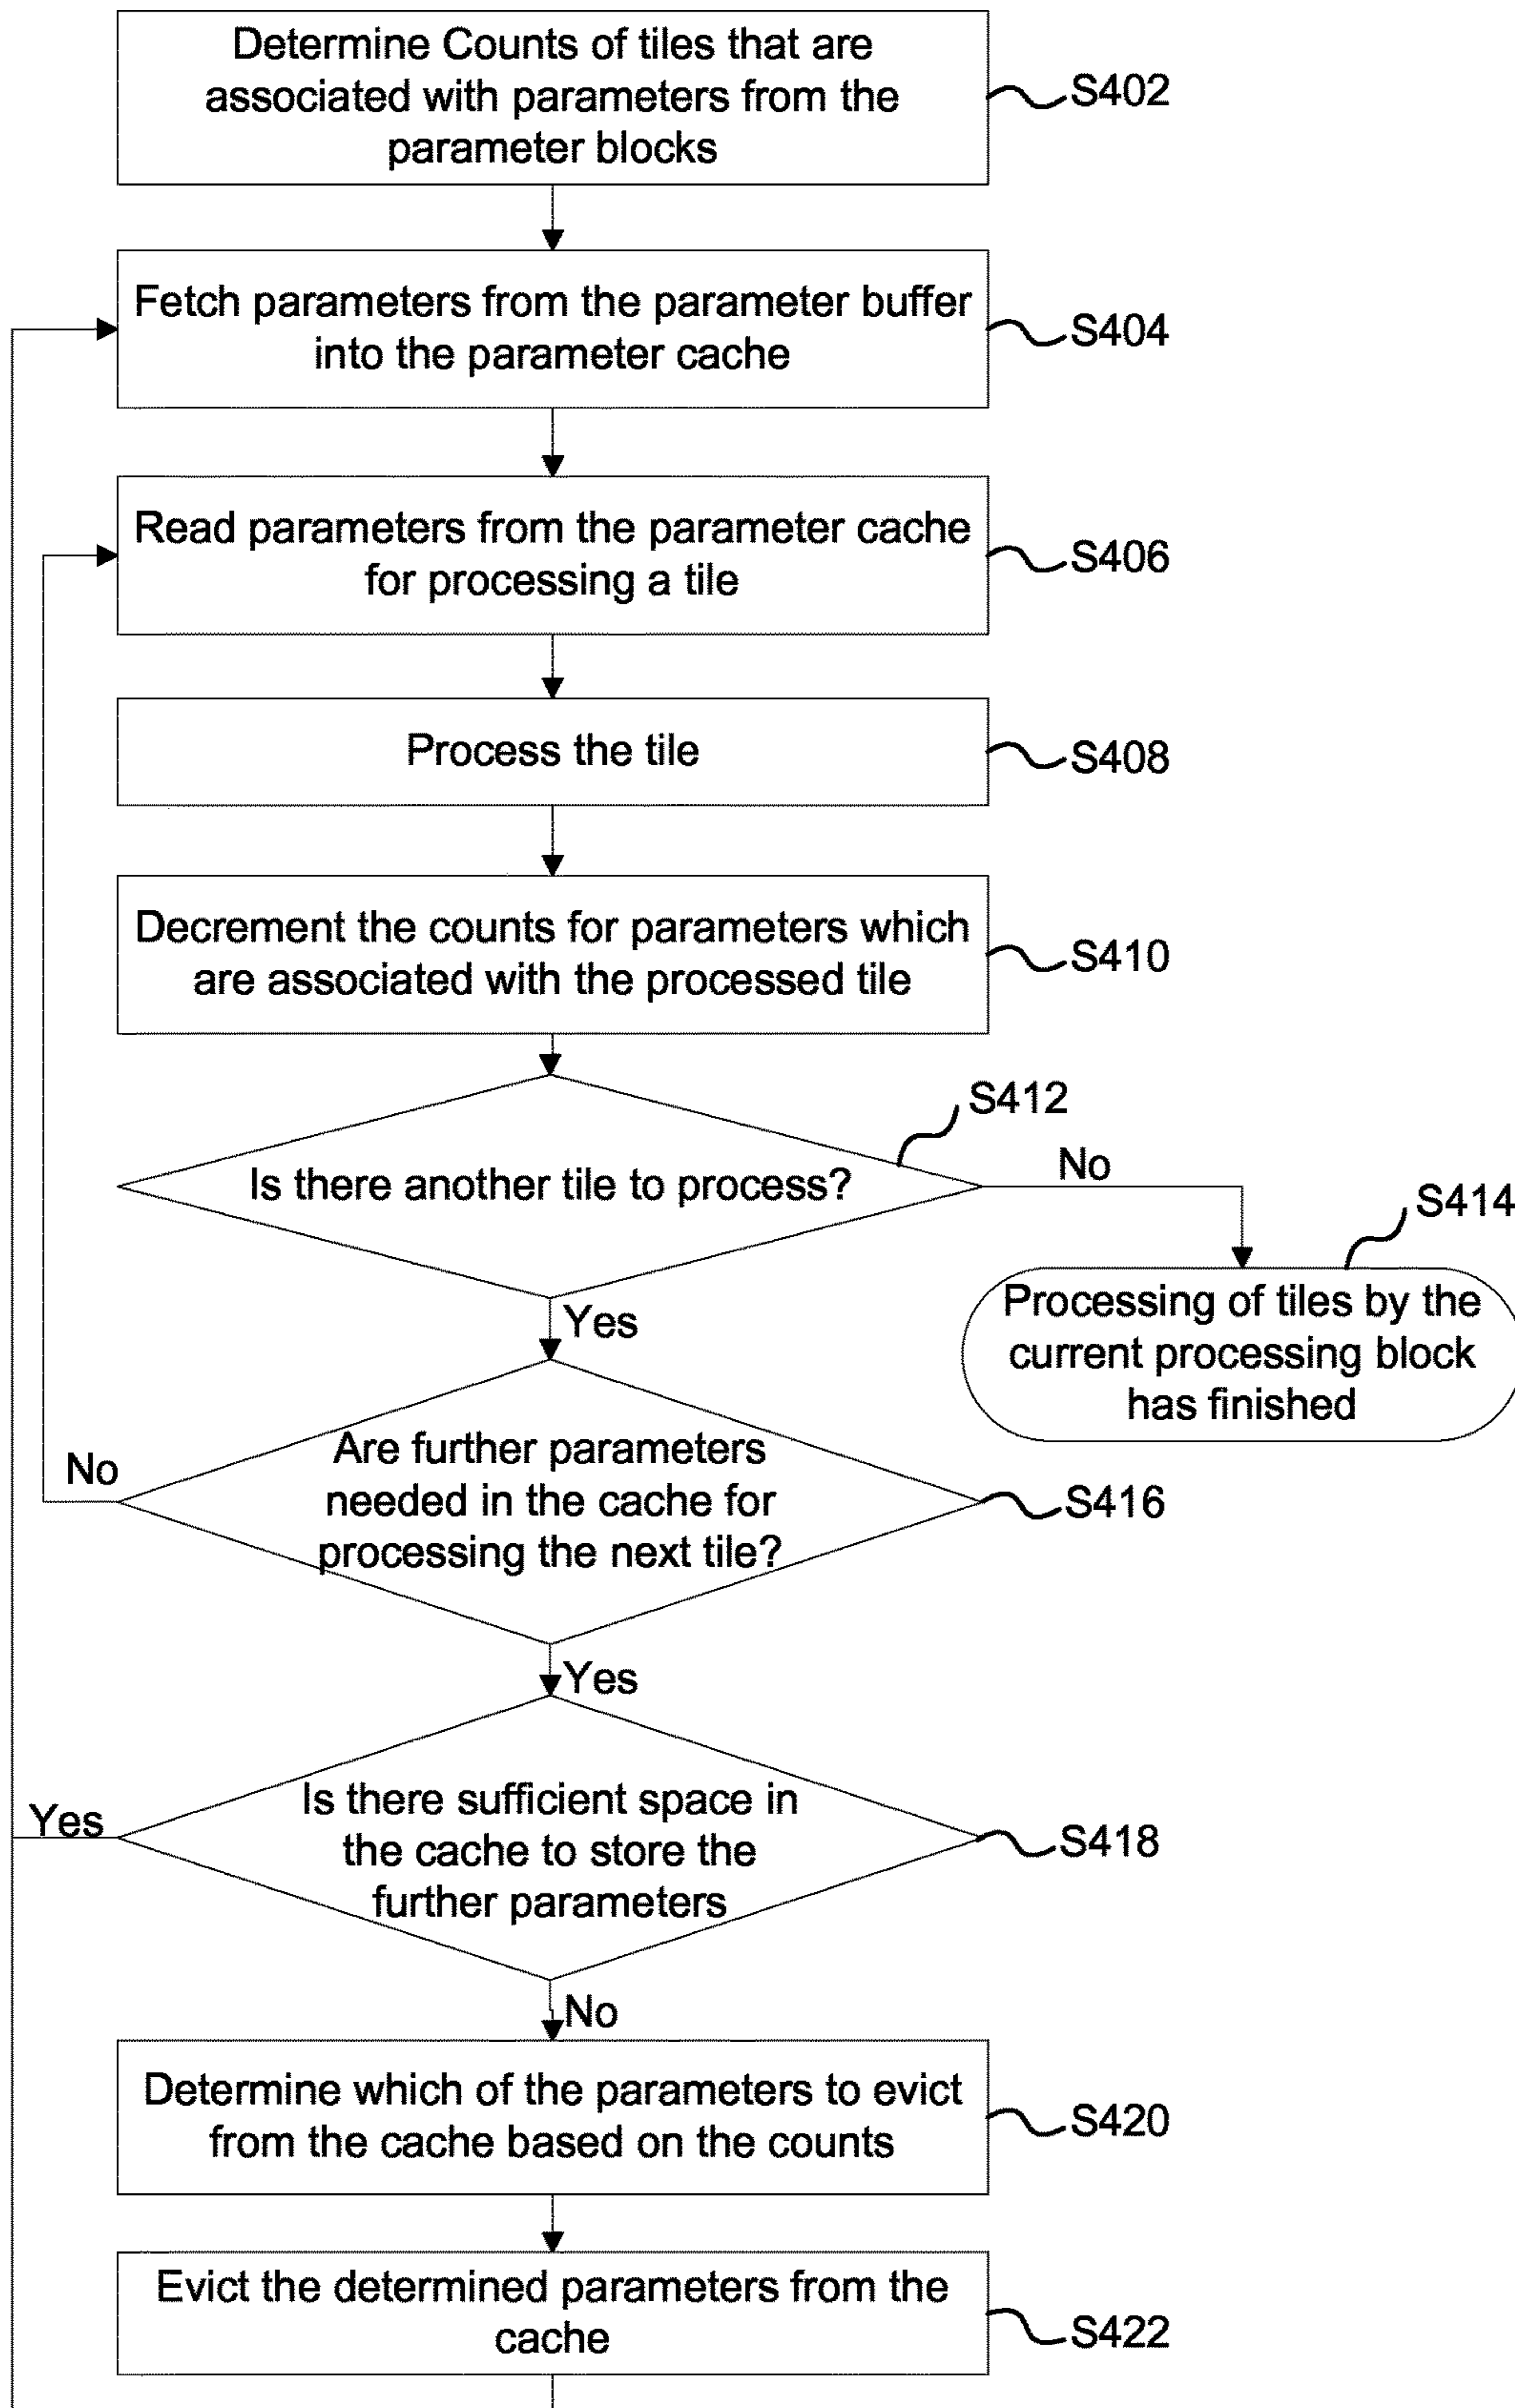 Determine Counts of tiles that are
associated with parameters from the
parameter blocks
S402
Fetch parameters from the parameter buffer
into the parameter cache
S404
Read parameters from the parameter cache
for processing a tile
S406
Process the tile
S408
Decrement the counts for parameters which
are associated with the processed tile
S410
S412
Is there another tile to process?
No
S414
Processing of tiles by the
current processing block
has finished
Yes
Are further parameters
needed in the cache for
processing the next tile?
No
S416
Yes
Is there sufficient space in
the cache to store the
further parameters
Yes
S418
No
Determine which of the parameters to evict
from the cache based on the counts
S420
Evict the determined parameters from the
cache
S422